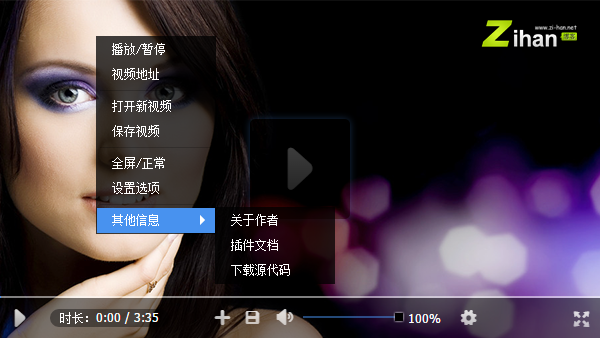 www.zi-han.net
Zihan
播放/暂停
视频地址
打开新视频
保存视频
全屏/正常
设置选项
其他信息
关于作者
插件文档
下载源代码
时长: 0:00 / 3:35
100%